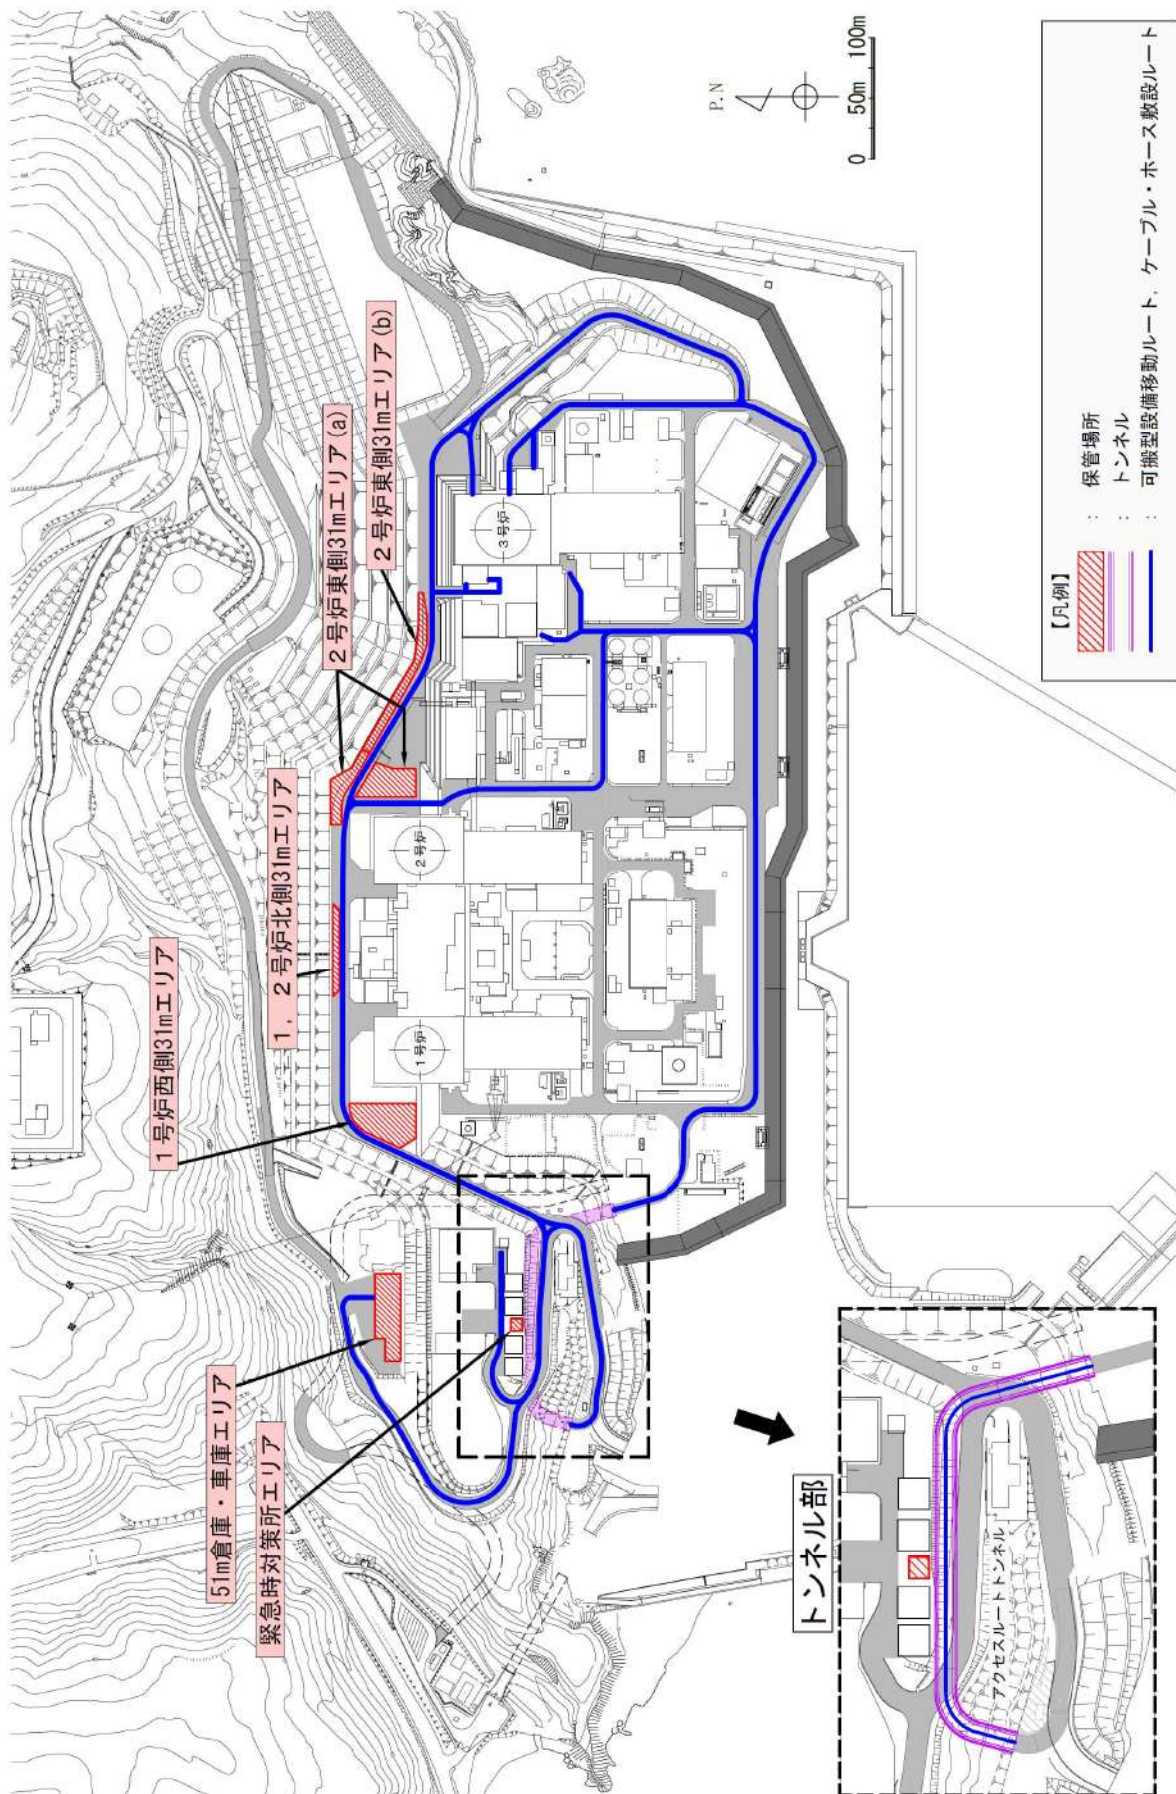 51m倉庫・車庫エリア
緊急時対策所エリア
1号炉西側31mエリア
1，2号炉北側31mエリア
2号炉東側31mエリア(a)
2号炉東側31mエリア(b)
1号炉
2号炉
3号炉
P.N
0 50m 100m
トンネル部
アクセスルートトンネル
【凡例】
： 保管場所
： トンネル
： 可搬型設備移動ルート，ケーブル・ホース敷設ルート